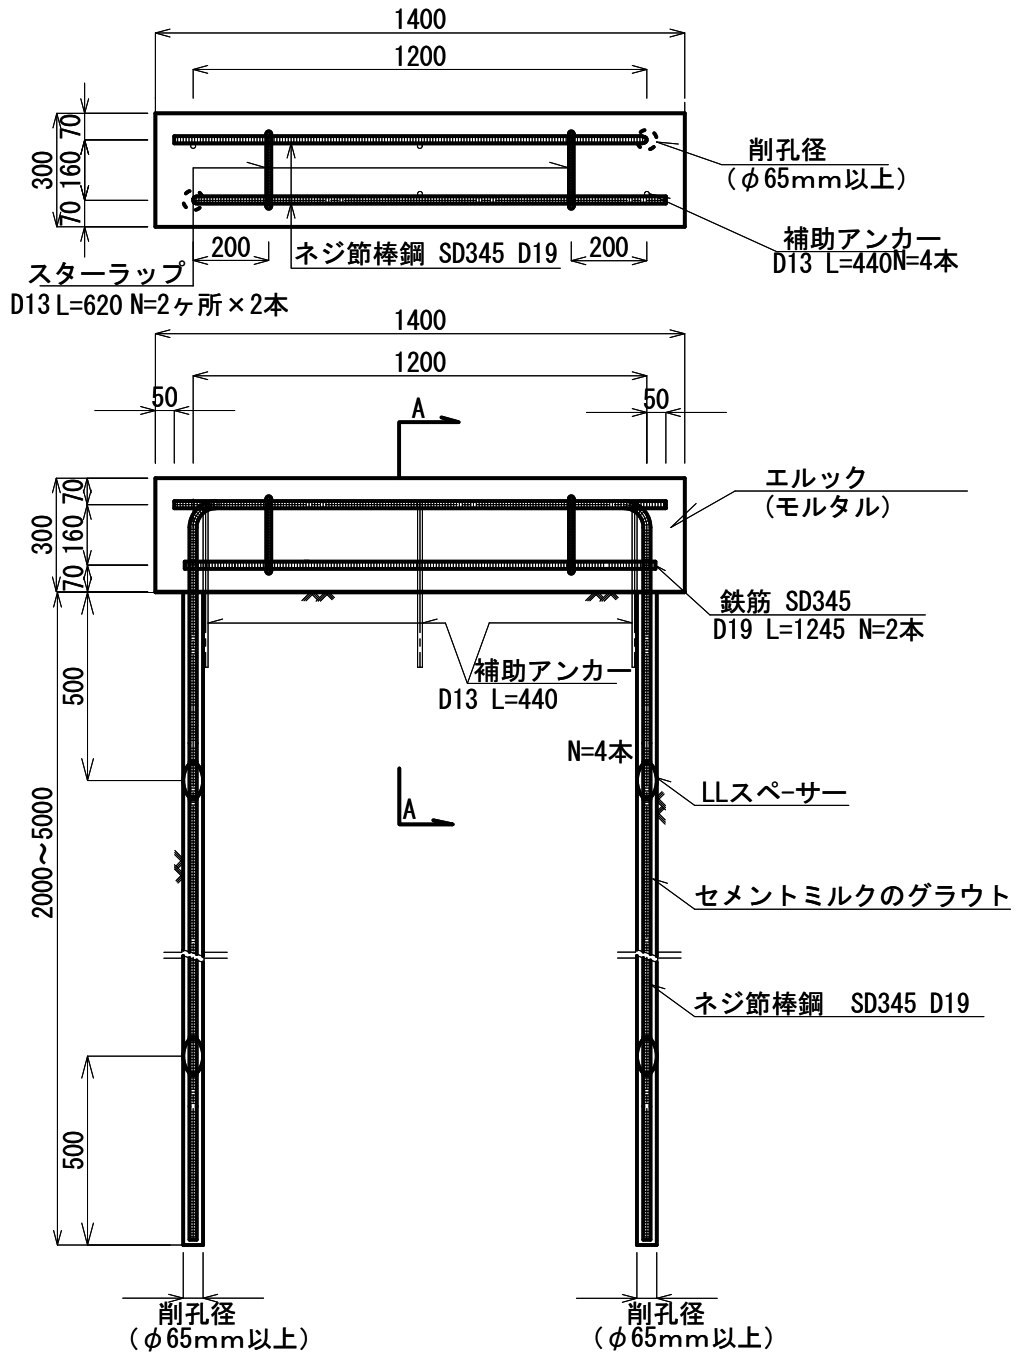 1400
1200
70
300
160
70
削孔径
(φ65mm以上)
補助アンカー
D13 L=440N=4本
200
ネジ節棒鋼 SD345 D19
200
スターラップ
D13 L=620 N=2ヶ所×2本
1400
1200
50
50
A
エルック
(モルタル)
70
300
160
70
鉄筋 SD345
D19 L=1245 N=2本
補助アンカー
D13 L=440
N=4本
500
LLスペ-サー
A
2000~5000
セメントミルクのグラウト
ネジ節棒鋼 SD345 D19
500
削孔径
(φ65mm以上)
削孔径
(φ65mm以上)